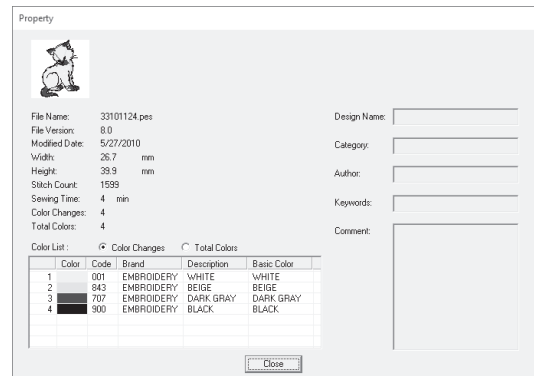 Property
File Name: 33101124.pes
File Version: 8.0
Modified Date: 5/27/2010
Width: 26.7 mm
Height: 39.9 mm
Stitch Count: 1599
Sewing Time: 4 min
Color Changes: 4
Total Colors: 4
Color List : Color Changes Total Colors
Color Code Brand Description Basic Color
1 001 EMBROIDERY WHITE WHITE
2 843 EMBROIDERY BEIGE BEIGE
3 707 EMBROIDERY DARK GRAY DARK GRAY
4 900 EMBROIDERY BLACK BLACK
Design Name:
Category:
Author:
Keywords:
Comment:
Close